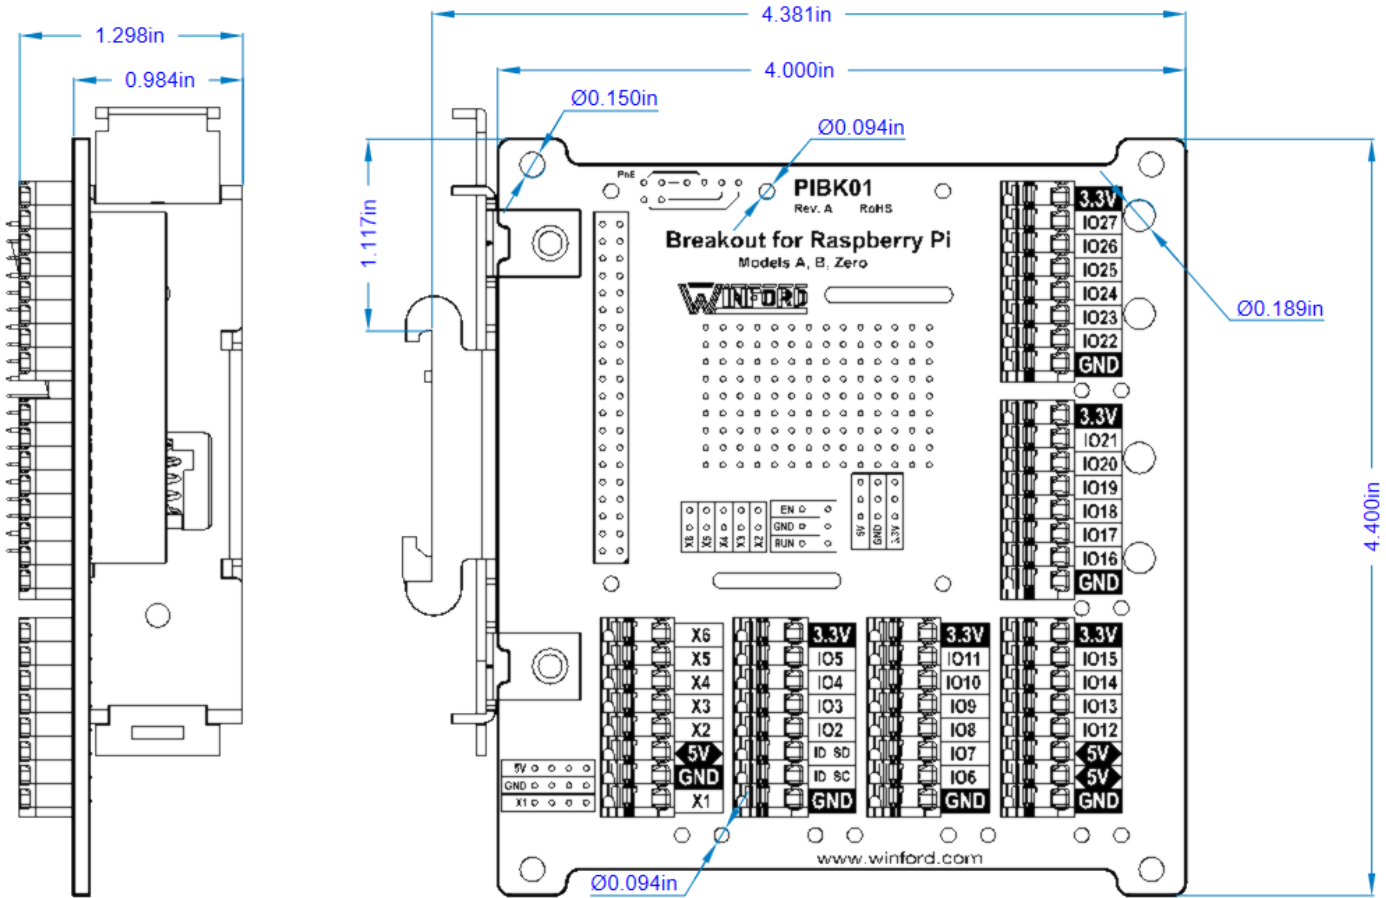 4.381in
1.298in
4.000in
0.984in
Ø0.150in
Ø0.094in
PoE
PIBK01
Rev. A RoHS
Breakout for Raspberry Pi
Models A, B, Zero
WINFORD
1.117in
Ø0.189in
4.400in
3.3V
IO27
IO26
IO25
IO24
IO23
IO22
GND
3.3V
IO21
IO20
IO19
IO18
IO17
IO16
GND
X6
X5
X4
X3
X2
EN
GND
RUN
5V
GND
3.3V
X6
X5
X4
X3
X2
5V
GND
X1
3.3V
IO5
IO4
IO3
IO2
ID SD
ID SC
GND
3.3V
IO11
IO10
IO9
IO8
IO7
IO6
GND
3.3V
IO15
IO14
IO13
IO12
5V
5V
GND
5V
GND
X1
www.winford.com
Ø0.094in